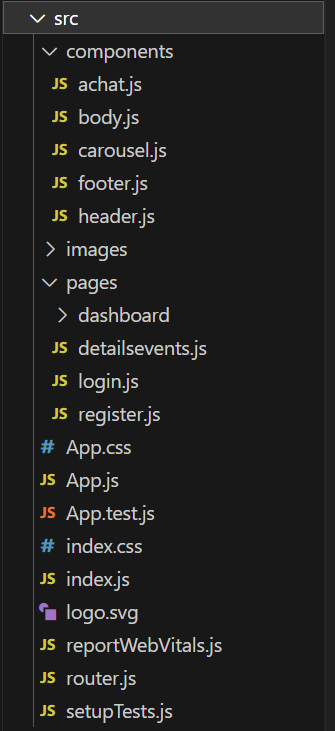 src
components
JS achat.js
JS body.js
JS carousel.js
JS footer.js
JS header.js
images
pages
dashboard
JS detailsevents.js
JS login.js
JS register.js
# App.css
JS App.js
JS App.test.js
# index.css
JS index.js
logo.svg
JS reportWebVitals.js
JS router.js
JS setupTests.js